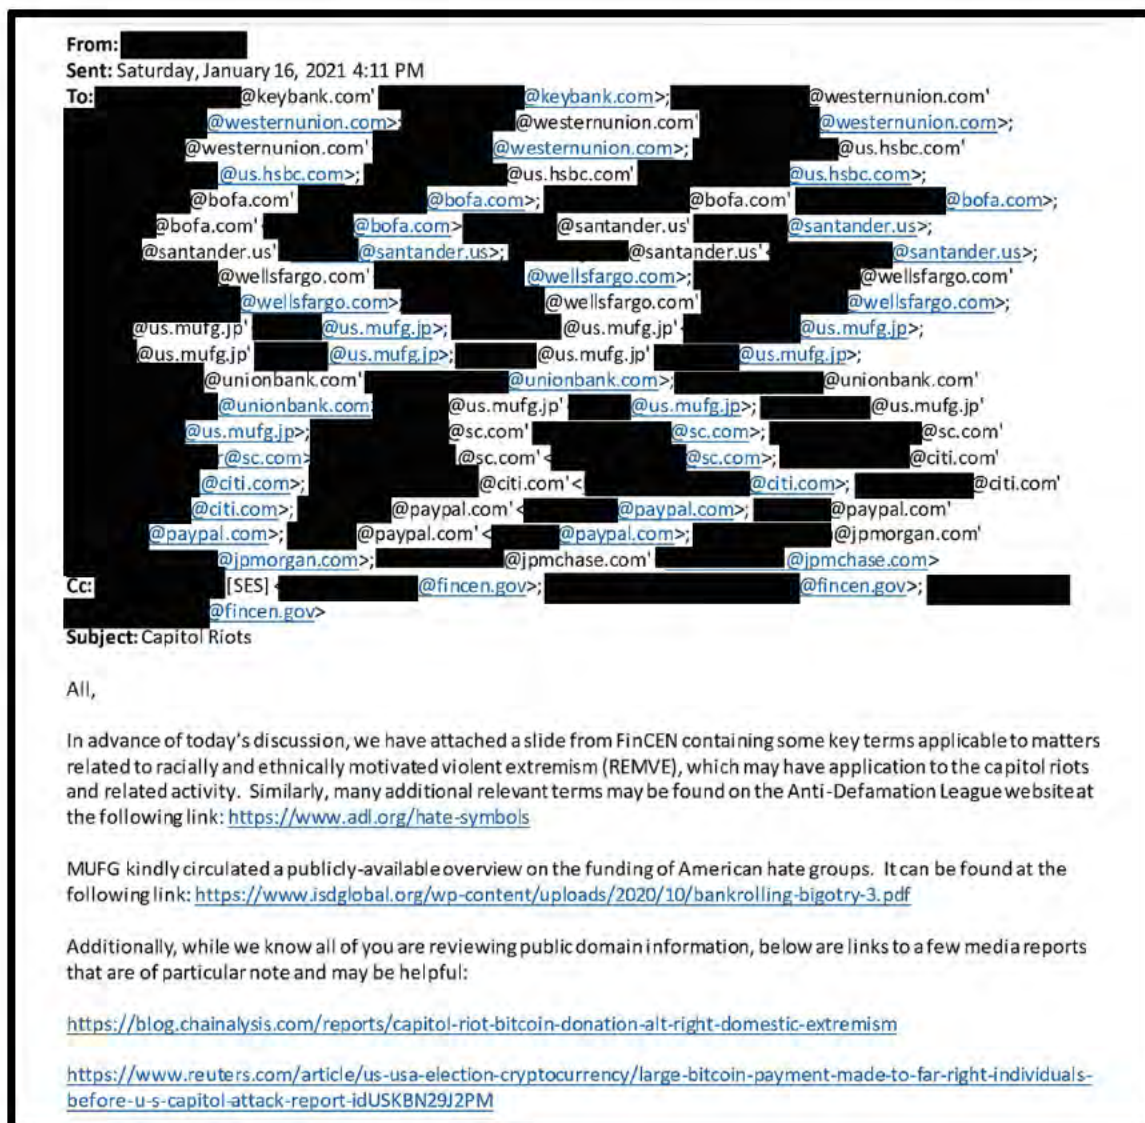 From:
Sent: Saturday, January 16, 2021 4:11 PM
To: @keybank.com' @keybank.com>; @westernunion.com'
@westernunion.com>; @westernunion.com' @westernunion.com>;
@westernunion.com' @westernunion.com>; @us.hsbc.com'
@us.hsbc.com>; @us.hsbc.com' @us.hsbc.com>;
@bofa.com' @bofa.com>; @bofa.com' @bofa.com>;
@bofa.com' @bofa.com> @santander.us' @santander.us>;
@santander.us' @santander.us>; @santander.us'< @santander.us>;
@wellsfargo.com' @wellsfargo.com>; @wellsfargo.com'
@wellsfargo.com> @wellsfargo.com' @wellsfargo.com>;
@us.mufg.jp' @us.mufg.jp>; @us.mufg.jp' @us.mufg.jp>;
@us.mufg.jp' @us.mufg.jp>; @us.mufg.jp' @us.mufg.jp>;
@unionbank.com' @unionbank.com>; @unionbank.com'
@unionbank.com @us.mufg.jp' @us.mufg.jp>; @us.mufg.jp'
@us.mufg.jp>; @sc.com' @sc.com>; @sc.com'
r@sc.com> @sc.com'< @sc.com>; @citi.com'
@citi.com>; @citi.com'< @citi.com>; @citi.com'
@citi.com>; @paypal.com'< @paypal.com>; @paypal.com'
@paypal.com>; @paypal.com'< @paypal.com>; @jpmorgan.com'
@jpmorgan.com>; @jpmchase.com' @jpmchase.com>
Cc: [SES] < @fincen.gov>; @fincen.gov>;
@fincen.gov>
Subject: Capitol Riots
All,
In advance of today's discussion, we have attached a slide from FinCEN containing some key terms applicable to matters
related to racially and ethnically motivated violent extremism (REMVE), which may have application to the capitol riots
and related activity. Similarly, many additional relevant terms may be found on the Anti-Defamation League website at
the following link: https://www.adl.org/hate-symbols
MUFG kindly circulated a publicly-available overview on the funding of American hate groups. It can be found at the
following link: https://www.isdglobal.org/wp-content/uploads/2020/10/bankrolling-bigotry-3.pdf
Additionally, while we know all of you are reviewing public domain information, below are links to a few media reports
that are of particular note and may be helpful:
https://blog.chainalysis.com/reports/capitol-riot-bitcoin-donation-alt-right-domestic-extremism
https://www.reuters.com/article/us-usa-election-cryptocurrency/large-bitcoin-payment-made-to-far-right-individuals-
before-u-s-capitol-attack-report-idUSKBN29J2PM